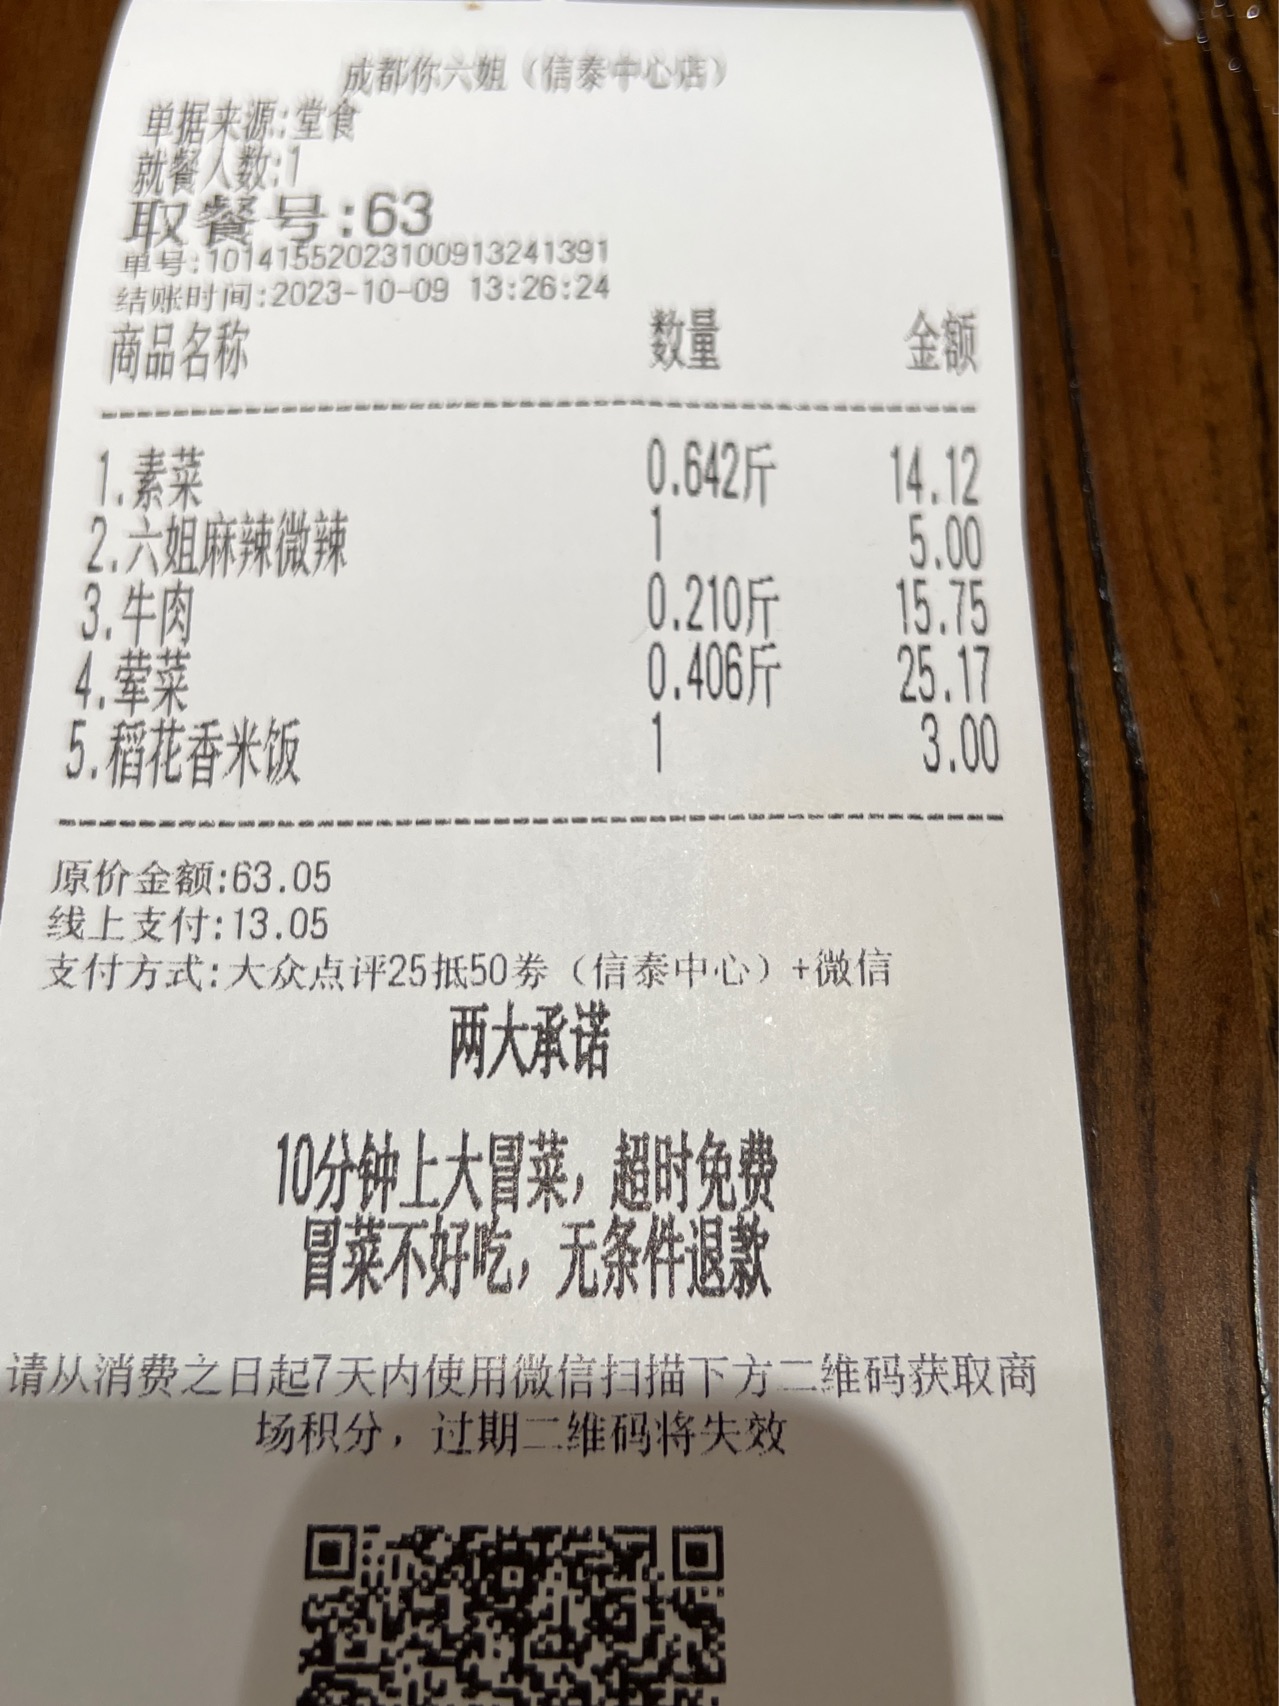 成都你六姐（信泰中心店）
单据来源:堂食
就餐人数:1
取餐号:63
单号:10141552023100913241391
结账时间:2023-10-09 13:26:24
商品名称 数量 金额
1.素菜 0.642斤 14.12
2.六姐麻辣微辣 1 5.00
3.牛肉 0.210斤 15.75
4.荤菜 0.406斤 25.17
5.稻花香米饭 1 3.00
原价金额:63.05
线上支付:13.05
支付方式:大众点评25抵50券（信泰中心）+微信
两大承诺
10分钟上大冒菜，超时免费
冒菜不好吃，无条件退款
请从消费之日起7天内使用微信扫描下方二维码获取商
场积分，过期二维码将失效